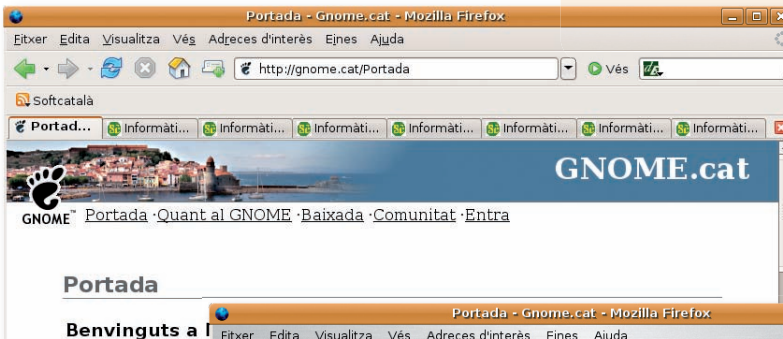 Portada - Gnome.cat - Mozilla Firefox
Eitxer Edita Visualitza Vés Adreces d'interès Eines Ajuda
http://gnome.cat/Portada Vés
Softcatalà
Portad... Informàti... Informàti... Informàti... Informàti... Informàti... Informàti... Informàti...
GNOME.cat
GNOME™ Portada ·Quant al GNOME ·Baixada ·Comunitat ·Entra
Portada
Portada - Gnome.cat - Mozilla Firefox
Benvinguts a
Fitxer Edita Visualitza Vés Adreces d'interès Eines Ajuda